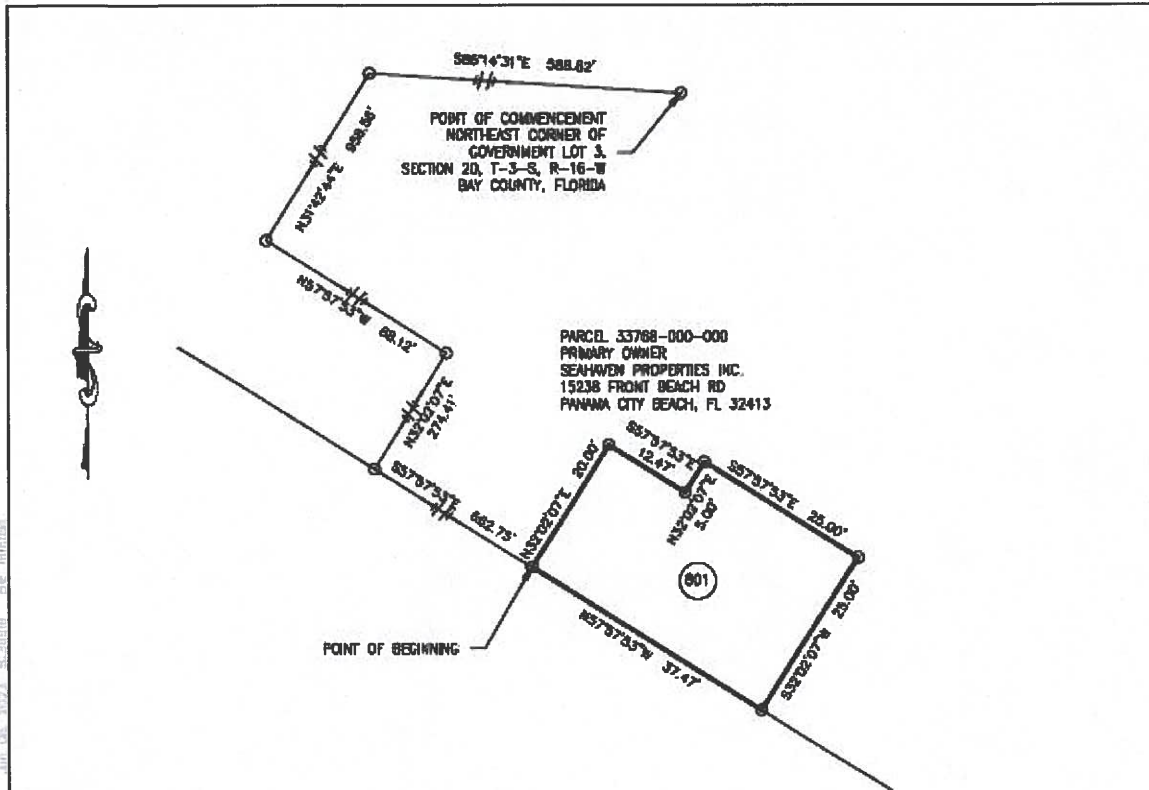 S86°14'31"E 588.82'
POINT OF COMMENCEMENT
NORTHEAST CORNER OF
GOVERNMENT LOT 3,
SECTION 20, T-3-S, R-16-W
BAY COUNTY, FLORIDA
N31°42'44"E
N57°57'53"W 69.12'
N32°02'07"E
274.41'
S57°57'53"E 662.75'
PARCEL 33768-000-000
PRIMARY OWNER
SEAHAVEN PROPERTIES INC.
15238 FRONT BEACH RD
PANAMA CITY BEACH, FL 32413
N32°02'07"E 20.00'
S57°57'53"E
12.47'
N32°02'07"E
5.00'
S57°57'53"E 25.00'
S32°02'07"W 25.00'
601
N57°57'53"W 37.47'
POINT OF BEGINNING